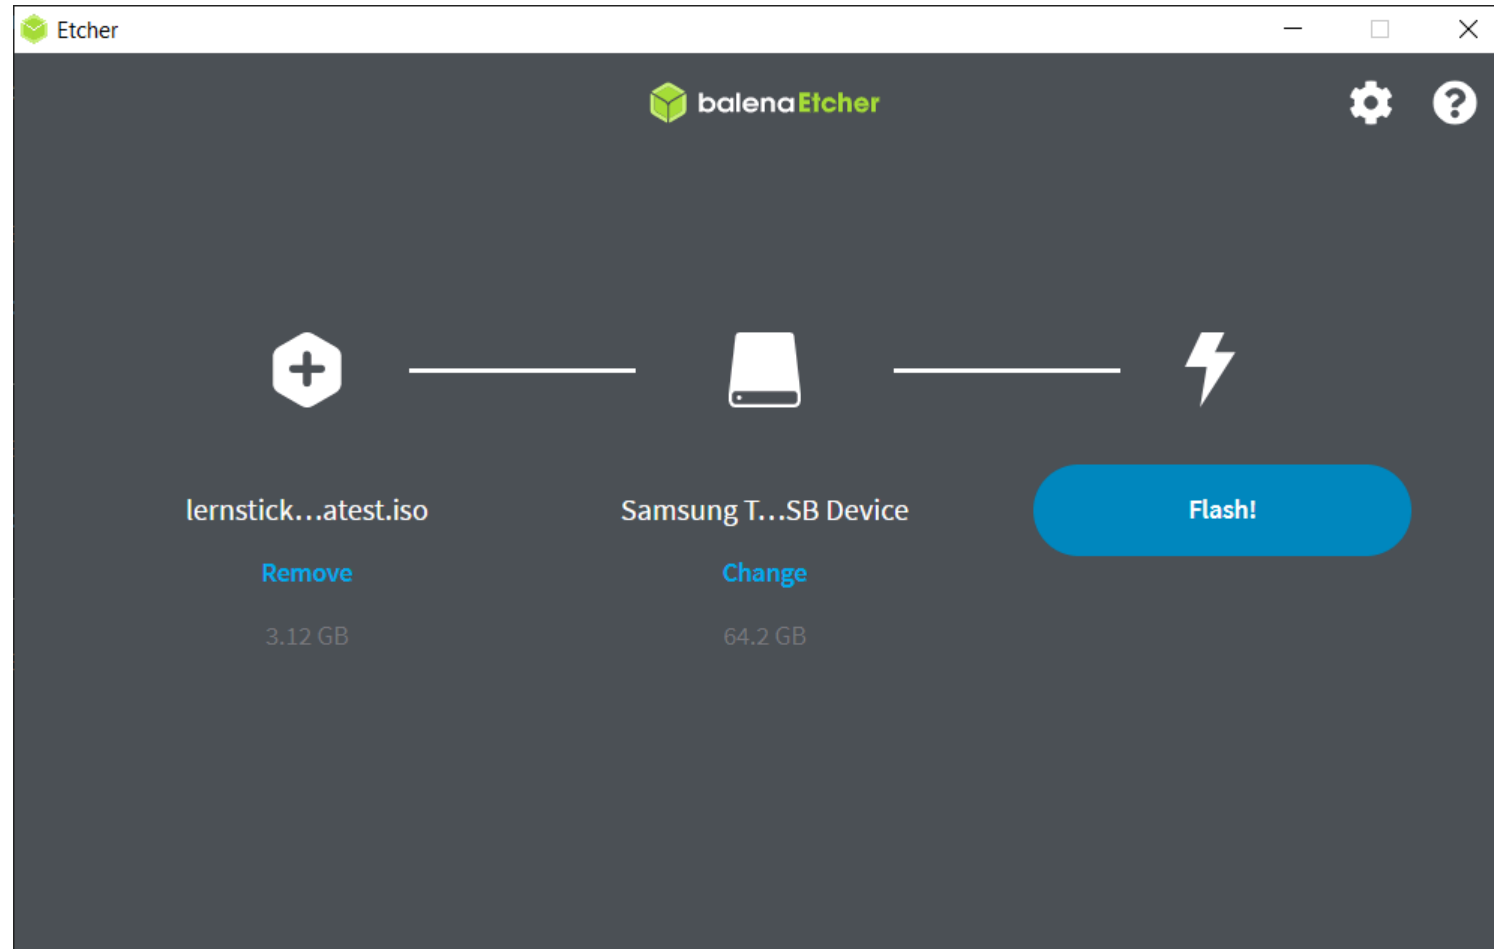 Etcher
balenaEtcher
lernstick...atest.iso
Samsung T...SB Device
Flash!
Remove
Change
3.12 GB
64.2 GB